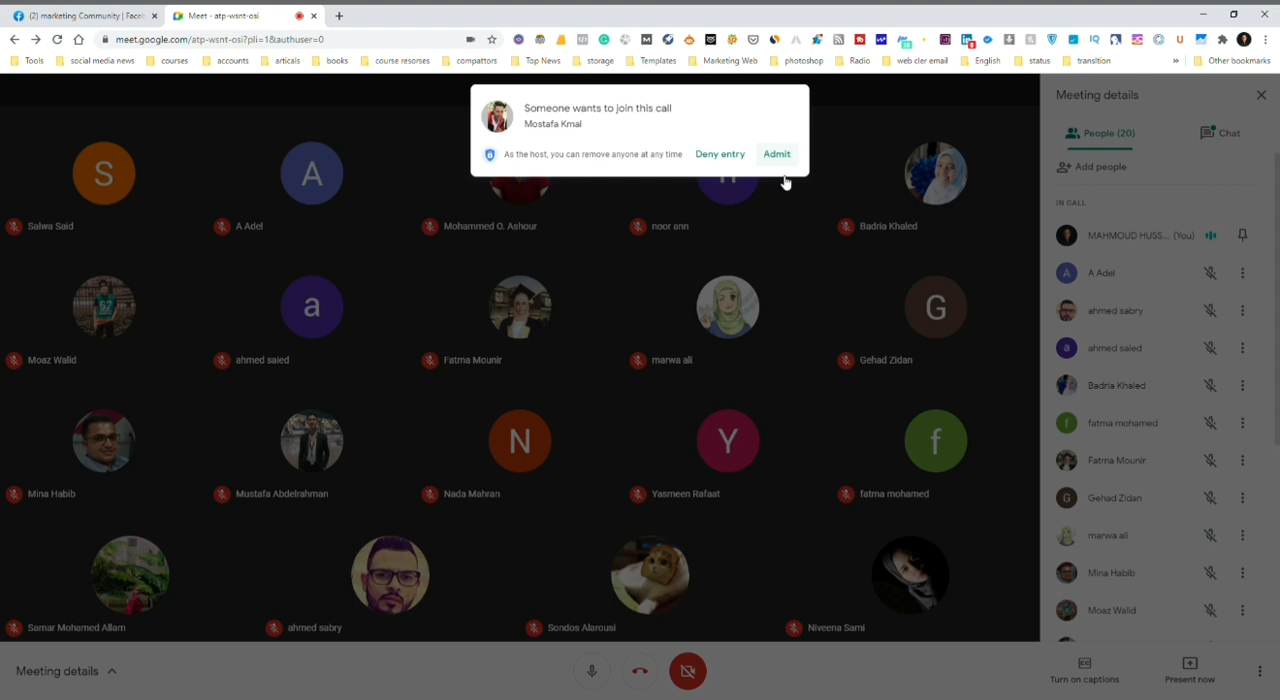 (2) marketing Community | Faceb
Meet - atp-wsnt-osi
meet.google.com/atp-wsnt-osi?pli=1&authuser=0
Tools
social media news
courses
accounts
articals
books
course resorses
compattors
Top News
storage
Templates
Marketing Web
photoshop
Radio
web cler email
English
status
transltion
»
Other bookmarks
Someone wants to join this call
Mostafa Kmal
As the host, you can remove anyone at any time
Deny entry
Admit
S
A
Salwa Said
A Adel
Mohammed O. Ashour
noor ann
Badria Khaled
a
G
Moaz Walid
ahmed saied
Fatma Mounir
marwa ali
Gehad Zidan
N
Y
f
Mina Habib
Mustafa Abdelrahman
Nada Mahran
Yasmeen Rafaat
fatma mohamed
Samar Mohamed Allam
ahmed sabry
Sondos Alarousi
Niveena Sami
Meeting details
People (20)
Chat
Add people
IN CALL
MAHMOUD HUSS... (You)
A
A Adel
ahmed sabry
a
ahmed saied
Badria Khaled
f
fatma mohamed
Fatma Mounir
G
Gehad Zidan
marwa ali
Mina Habib
Moaz Walid
Meeting details
Turn on captions
Present now